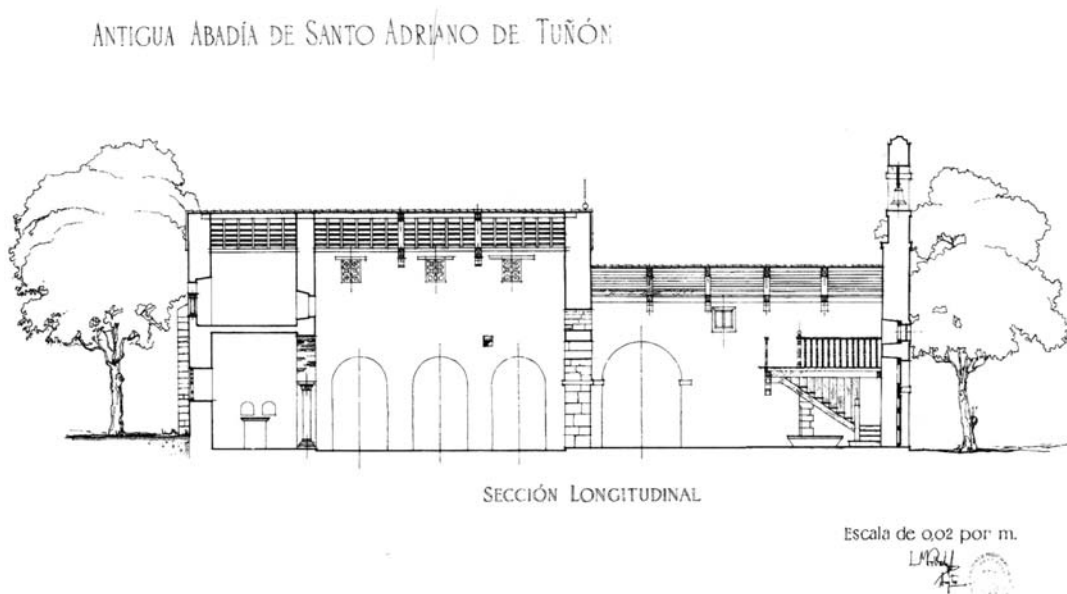 ANTIGUA ABADÍA DE SANTO ADRIANO DE TUÑÓN
SECCIÓN LONGITUDINAL
Escala de 0,02 por m.